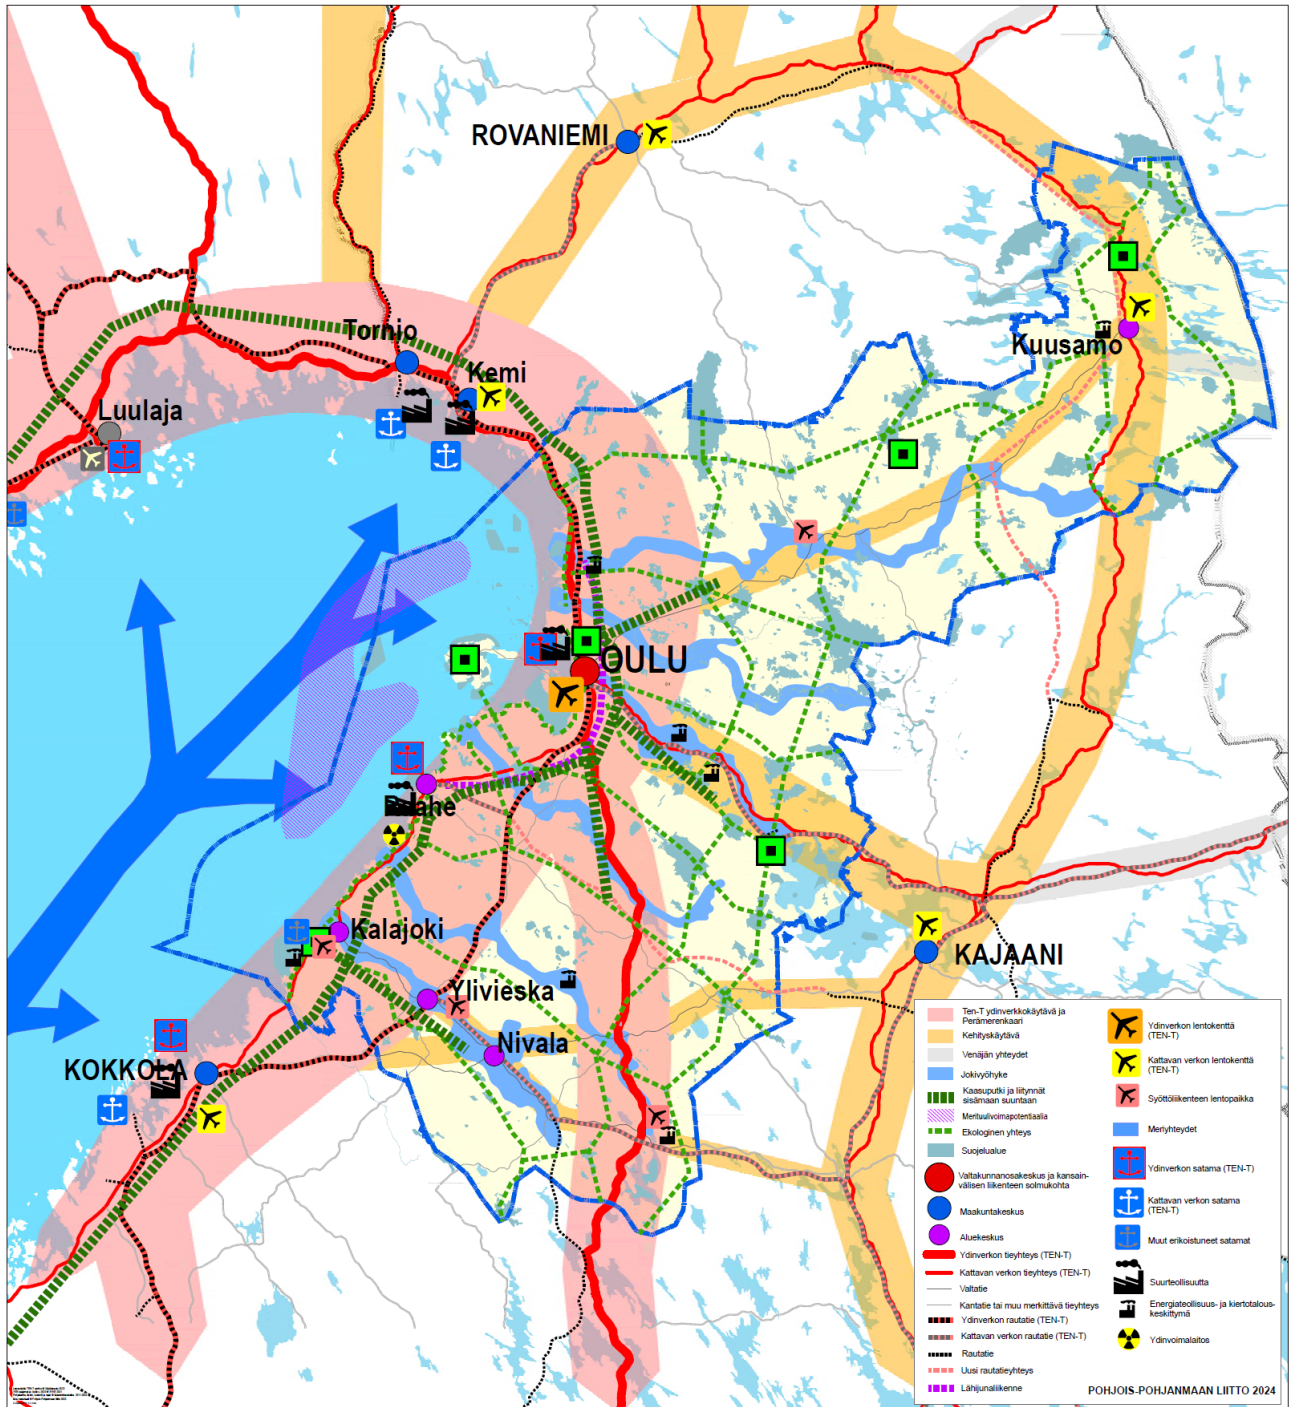 ROVANIEMI
Tornio
Kemi
Luulaja
Kuusamo
OULU
Raahe
Kalajoki
Ylivieska
Nivala
KOKKOLA
KAJAANI
Ten-T ydinverkkokäytävä ja
Perämerenkaari
Kehityskäytävä
Venäjän yhteydet
Jokivyöhyke
Kaasuputki ja liitynnät
sisämaan suuntaan
Merituulivoimapotentiaalia
Ekologinen yhteys
Suojelualue
Valtakunnanosakeskus ja kansain-
välisen liikenteen solmukohta
Maakuntakeskus
Aluekeskus
Ydinverkon tieyhteys (TEN-T)
Kattavan verkon tieyhteys (TEN-T)
Valtatie
Kantatie tai muu merkittävä tieyhteys
Ydinverkon rautatie (TEN-T)
Kattavan verkon rautatie (TEN-T)
Rautatie
Uusi rautatieyhteys
Lähijunaliikenne
Ydinverkon lentokenttä
(TEN-T)
Kattavan verkon lentokenttä
(TEN-T)
Syöttöliikenteen lentopaikka
Meriyhteydet
Ydinverkon satama (TEN-T)
Kattavan verkon satama
(TEN-T)
Muut erikoistuneet satamat
Suurteollisuutta
Energiateollisuus- ja kiertotalous-
keskittymä
Ydinvoimalaitos
POHJOIS-POHJANMAAN LIITTO 2024